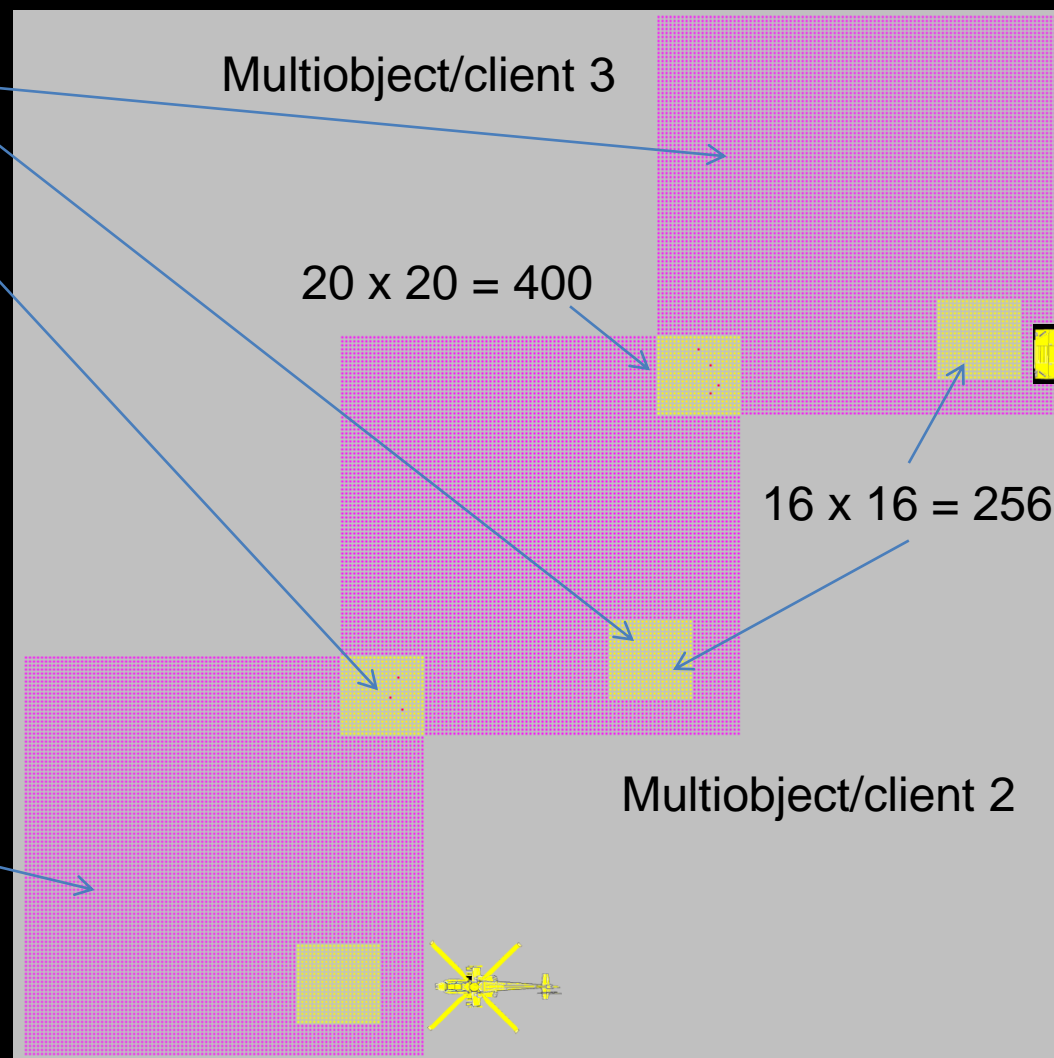 Multiobject/client 3
20 x 20 = 400
16 x 16 = 256
Multiobject/client 2